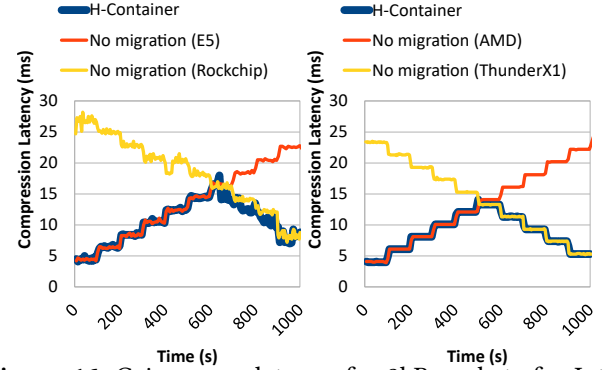 H-Container
No migration (E5)
No migration (Rockchip)
Compression Latency (ms)
30
25
20
15
10
5
0
0
200
400
600
800
1000
Time (s)
H-Container
No migration (AMD)
No migration (ThunderX1)
Compression Latency (ms)
30
25
20
15
10
5
0
0
200
400
600
800
1000
Time (s)